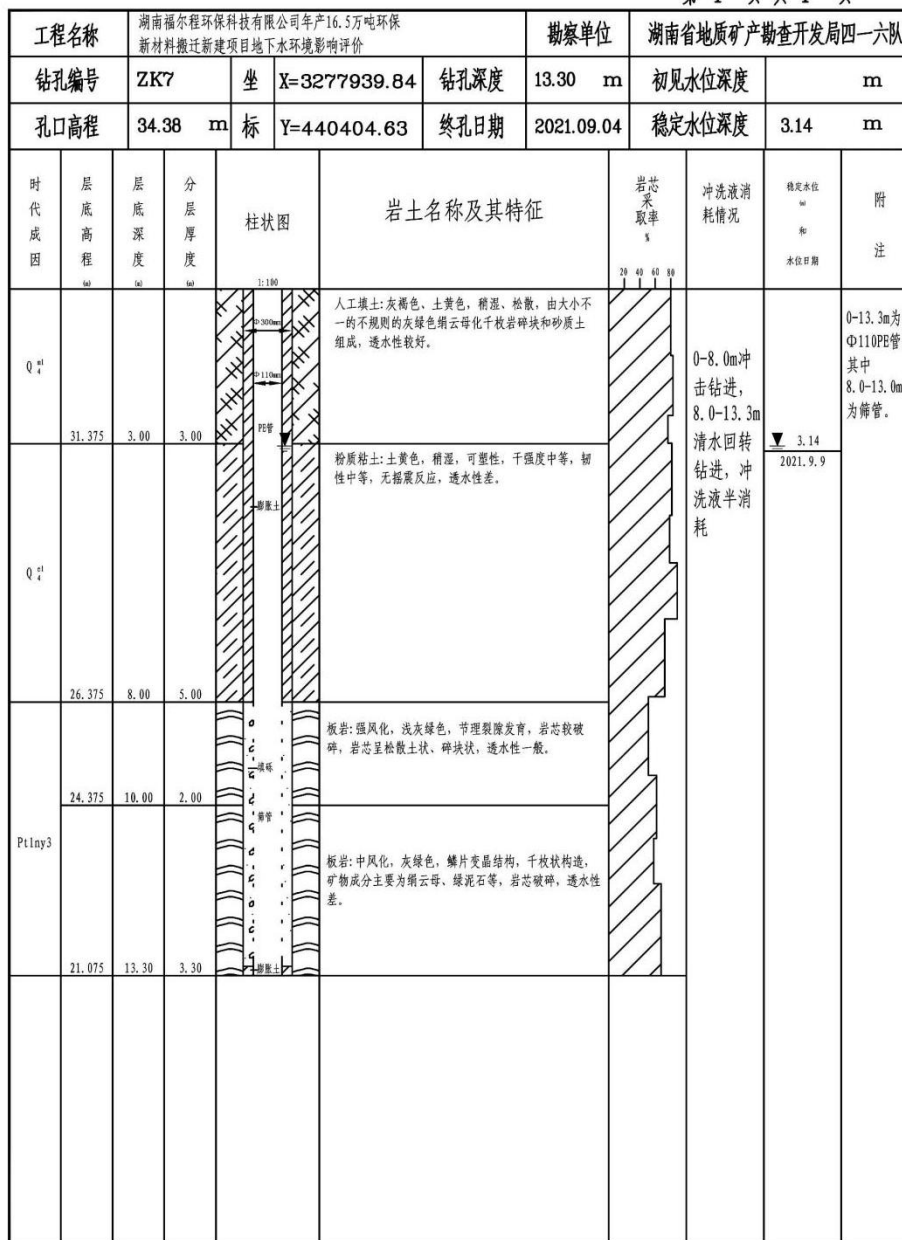 工程名称 湖南福尔程环保科技有限公司年产16.5万吨环保
新材料搬迁新建项目地下水环境影响评价 勘察单位 湖南省地质矿产勘查开发局四一六队
钻孔编号 ZK7 坐 X=3277939.84 钻孔深度 13.30 m 初见水位深度 m
孔口高程 34.38 m 标 Y=440404.63 终孔日期 2021.09.04 稳定水位深度 3.14 m
时代成因
层底高程 (m)
层底深度 (m)
分层厚度 (m)
柱状图
1:100
岩土名称及其特征
岩芯采取率 %
20 40 60 80
冲洗液消
耗情况
稳定水位
(m)
和
水位日期
附注
Q 4 ml
31.375 3.00 3.00
Φ300mm
Φ110mm
PE管
人工填土:灰褐色、土黄色，稍湿、松散，由大小不
一的不规则的灰绿色绢云母化千枚岩碎块和砂质土
组成，透水性较好。
0-8.0m冲
击钻进，
8.0-13.3m
清水回转
钻进，冲
洗液半消
耗
3.14
2021.9.9
0-13.3m为
Φ110PE管
其中
8.0-13.0m
为筛管。
Q 4 el
26.375 8.00 5.00
膨胀土
粉质粘土:土黄色，稍湿，可塑性，干强度中等，韧
性中等，无摇震反应，透水性差。
Pt1ny3
24.375 10.00 2.00
填砾
板岩:强风化，浅灰绿色，节理裂隙发育，岩芯较破
碎，岩芯呈松散土状、碎块状，透水性一般。
21.075 13.30 3.30
筛管
膨胀土
板岩:中风化，灰绿色，鳞片变晶结构，千枚状构造，
矿物成分主要为绢云母、绿泥石等，岩芯破碎，透水性
差。